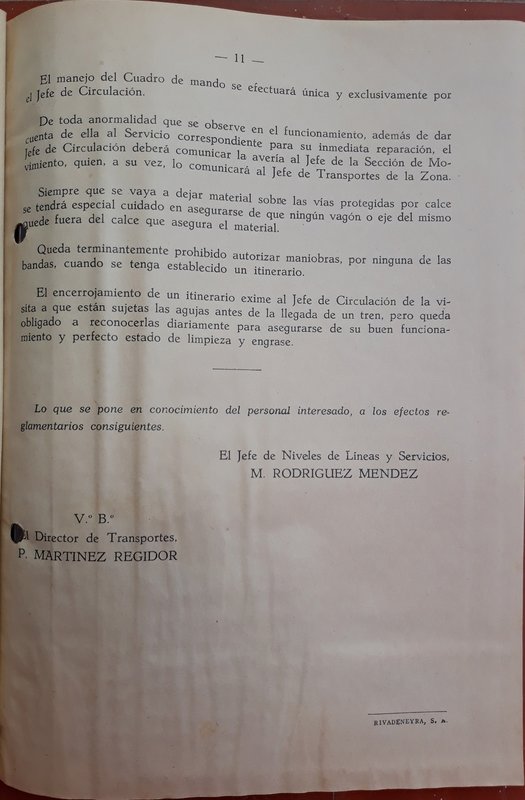 — 11 —
El manejo del Cuadro de mando se efectuará única y exclusivamente por
el Jefe de Circulación.
De toda anormalidad que se observe en el funcionamiento, además de dar
cuenta de ella al Servicio correspondiente para su inmediata reparación, el
Jefe de Circulación deberá comunicar la avería al Jefe de la Sección de Mo-
vimiento, quien, a su vez, lo comunicará al Jefe de Transportes de la Zona.
Siempre que se vaya a dejar material sobre las vías protegidas por calce
se tendrá especial cuidado en asegurarse de que ningún vagón o eje del mismo
quede fuera del calce que asegura el material.
Queda terminantemente prohibido autorizar maniobras, por ninguna de las
bandas, cuando se tenga establecido un itinerario.
El encerrojamiento de un itinerario exime al Jefe de Circulación de la vi-
sita a que están sujetas las agujas antes de la llegada de un tren, pero queda
obligado a reconocerlas diariamente para asegurarse de su buen funciona-
miento y perfecto estado de limpieza y engrase.
Lo que se pone en conocimiento del personal interesado, a los efectos re-
glamentarios consiguientes.
El Jefe de Niveles de Líneas y Servicios,
M. RODRIGUEZ MENDEZ
V.º B.º
El Director de Transportes,
P. MARTINEZ REGIDOR
RIVADENEYRA, S. A.